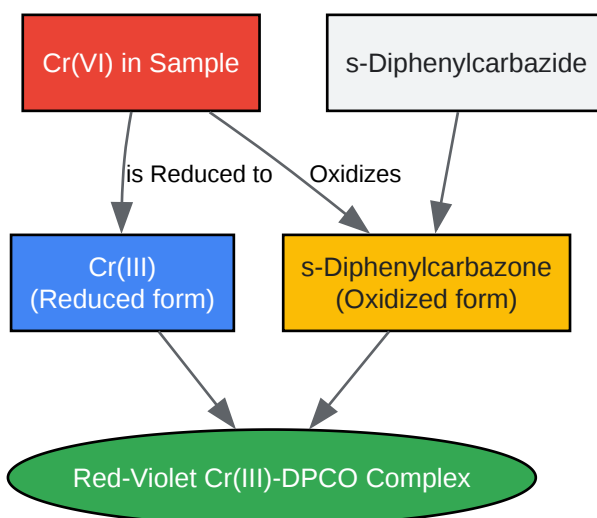 Cr(VI) in Sample
s-Diphenylcarbazide
is Reduced to
Oxidizes
Cr(III)
(Reduced form)
s-Diphenylcarbazone
(Oxidized form)
Red-Violet Cr(III)-DPCO Complex